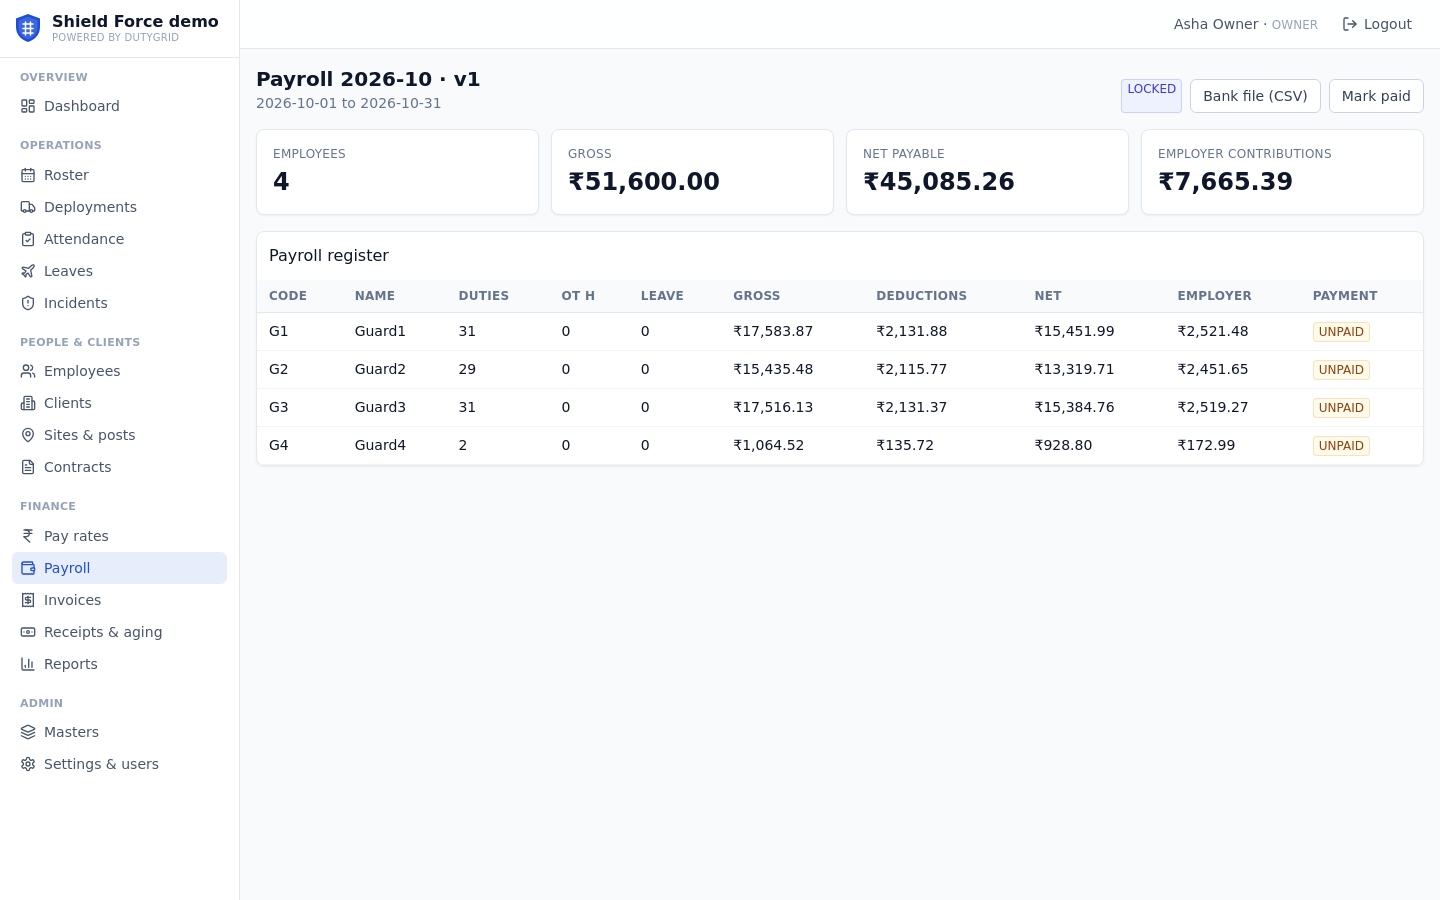 Shield Force demo
POWERED BY DUTYGRID
Asha Owner · OWNER
Logout
OVERVIEW
Dashboard
OPERATIONS
Roster
Deployments
Attendance
Leaves
Incidents
PEOPLE & CLIENTS
Employees
Clients
Sites & posts
Contracts
FINANCE
Pay rates
Payroll
Invoices
Receipts & aging
Reports
ADMIN
Masters
Settings & users
Payroll 2026-10 · v1
2026-10-01 to 2026-10-31
LOCKED
Bank file (CSV)
Mark paid
EMPLOYEES
4
GROSS
₹51,600.00
NET PAYABLE
₹45,085.26
EMPLOYER CONTRIBUTIONS
₹7,665.39
Payroll register
CODE NAME DUTIES OT H LEAVE GROSS DEDUCTIONS NET EMPLOYER PAYMENT
G1 Guard1 31 0 0 ₹17,583.87 ₹2,131.88 ₹15,451.99 ₹2,521.48 UNPAID
G2 Guard2 29 0 0 ₹15,435.48 ₹2,115.77 ₹13,319.71 ₹2,451.65 UNPAID
G3 Guard3 31 0 0 ₹17,516.13 ₹2,131.37 ₹15,384.76 ₹2,519.27 UNPAID
G4 Guard4 2 0 0 ₹1,064.52 ₹135.72 ₹928.80 ₹172.99 UNPAID